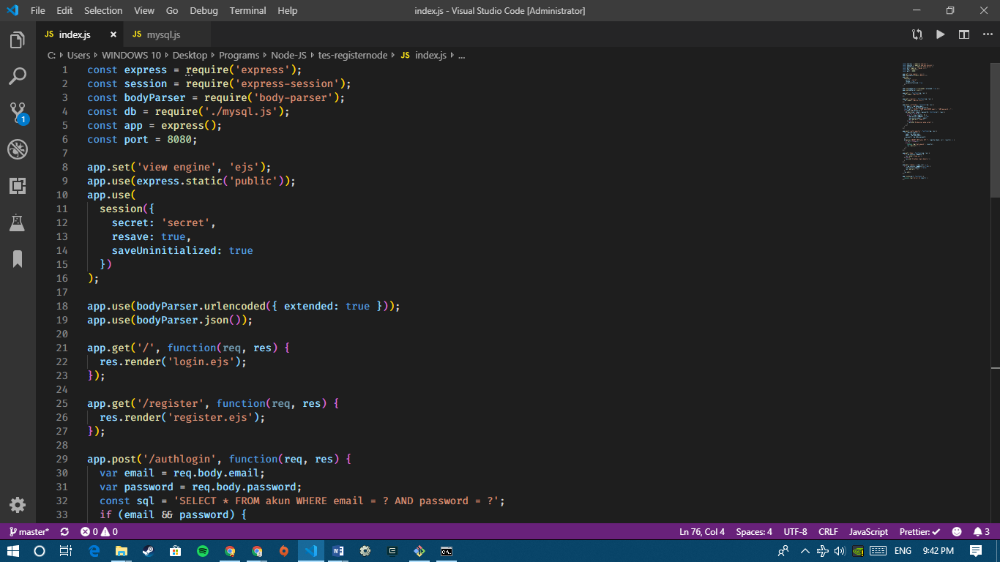 File Edit Selection View Go Debug Terminal Help index.js - Visual Studio Code [Administrator]
JS index.js × JS mysql.js
C: Users WINDOWS 10 Desktop Programs Node-JS tes-registernode JS index.js ...
1 const express = require('express');
2 const session = require('express-session');
3 const bodyParser = require('body-parser');
4 const db = require('./mysql.js');
5 const app = express();
6 const port = 8080;
7
8 app.set('view engine', 'ejs');
9 app.use(express.static('public'));
10 app.use(
11 session({
12 secret: 'secret',
13 resave: true,
14 saveUninitialized: true
15 })
16 );
17
18 app.use(bodyParser.urlencoded({ extended: true }));
19 app.use(bodyParser.json());
20
21 app.get('/', function(req, res) {
22 res.render('login.ejs');
23 });
24
25 app.get('/register', function(req, res) {
26 res.render('register.ejs');
27 });
28
29 app.post('/authlogin', function(req, res) {
30 var email = req.body.email;
31 var password = req.body.password;
32 const sql = 'SELECT * FROM akun WHERE email = ? AND password = ?';
33 if (email && password) {
1
master* 0 0 Ln 76, Col 4 Spaces: 4 UTF-8 CRLF JavaScript Prettier: ✓ 3
ENG 9:42 PM